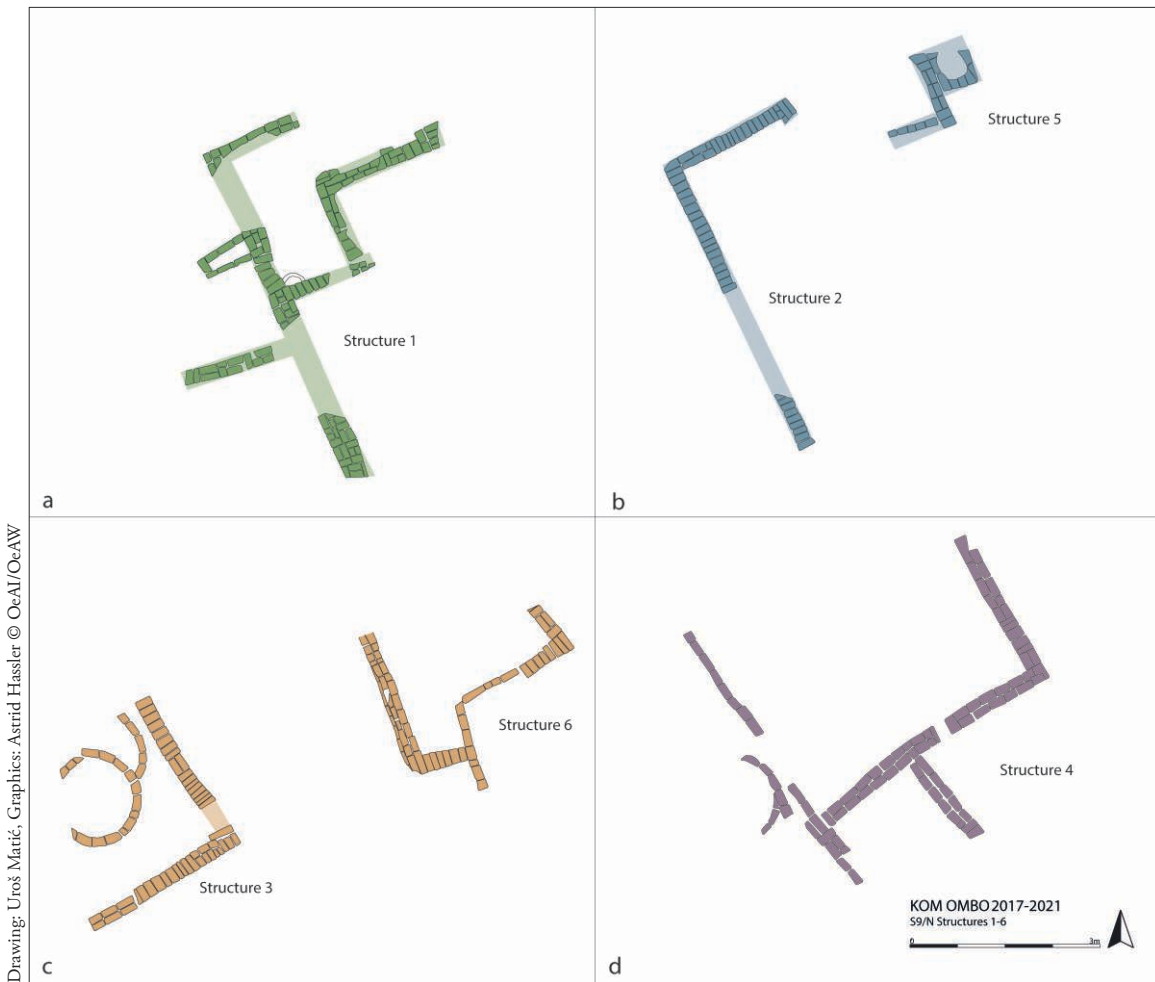 Drawing: Uroš Matić, Graphics: Astrid Hassler © OeAI/OeAW
Structure 1
a
Structure 5
Structure 2
b
Structure 6
Structure 3
c
Structure 4
KOM OMBO 2017-2021
S9/N Structures 1-6
0 3m
d